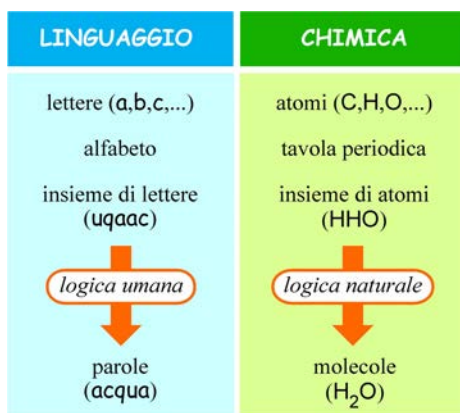 LINGUAGGIO
lettere (a,b,c,...)
alfabeto
insieme di lettere
(uqaac)
logica umana
parole
(acqua)
CHIMICA
atomi (C,H,O,...)
tavola periodica
insieme di atomi
(HHO)
logica naturale
molecole
(H₂O)